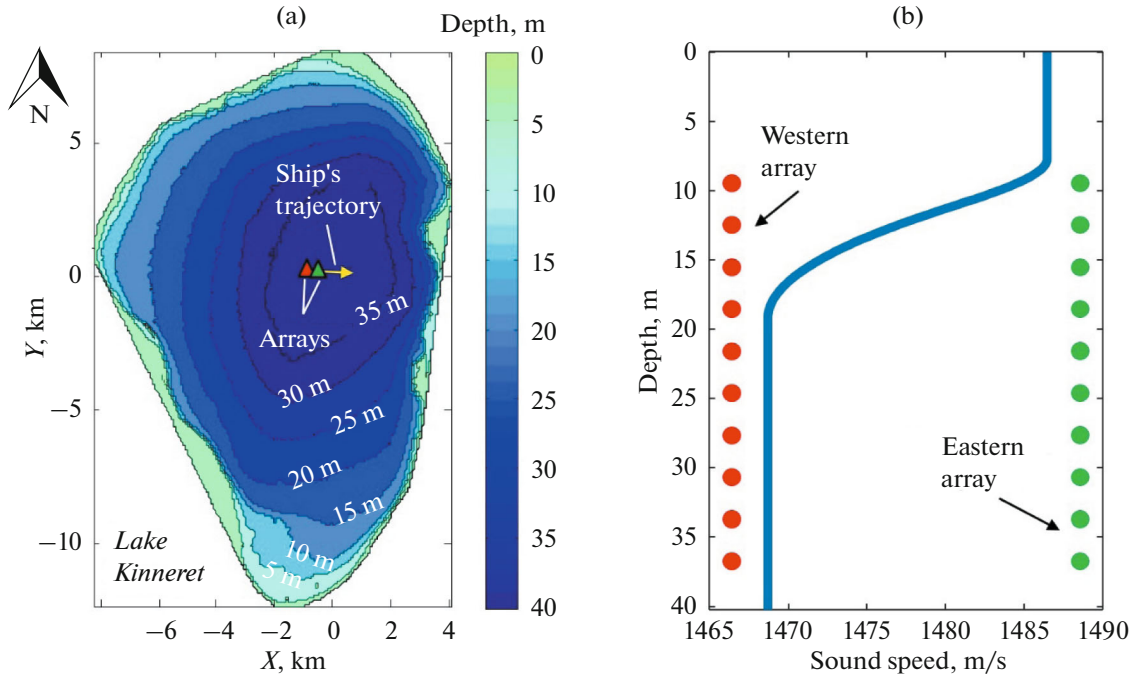 (a)
Depth, m
N
Ship's
trajectory
Arrays
35 m
30 m
25 m
20 m
15 m
10 m
5 m
Lake
Kinneret
5
0
−5
−10
Y, km
−6
−4
−2
0
2
4
X, km
0
5
10
15
20
25
30
35
40
(b)
0
5
10
15
20
25
30
35
40
Depth, m
Western
array
Eastern
array
1465
1470
1475
1480
1485
1490
Sound speed, m/s